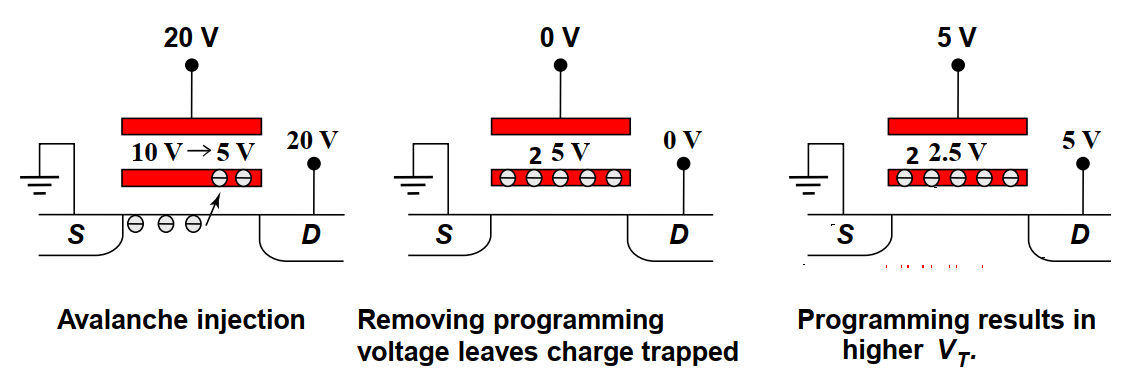 20 V
0 V
5 V
10 V → 5 V
20 V
2 5 V
0 V
2 2.5 V
5 V
S
D
S
D
S
D
Avalanche injection
Removing programming
voltage leaves charge trapped
Programming results in
higher VT.